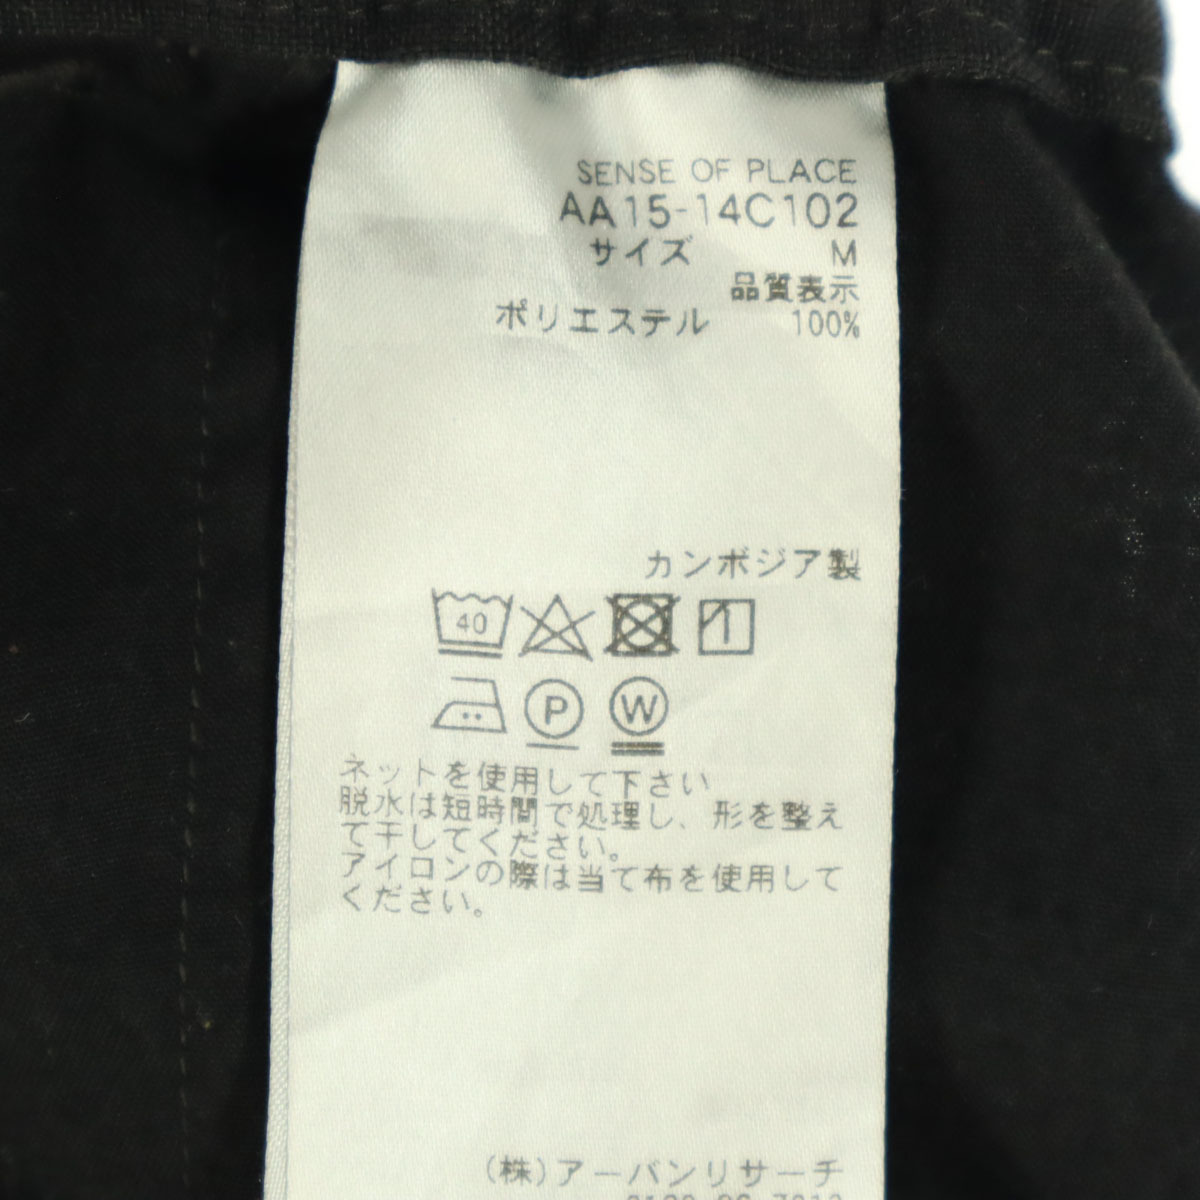 SENSE OF PLACE
AA15-14C102
サイズ M
品質表示
ポリエステル 100%
カンボジア製
40
P W
ネットを使用して下さい
脱水は短時間で処理し、形を整え
て干してください。
アイロンの際は当て布を使用して
ください。
(株)アーバンリサーチ